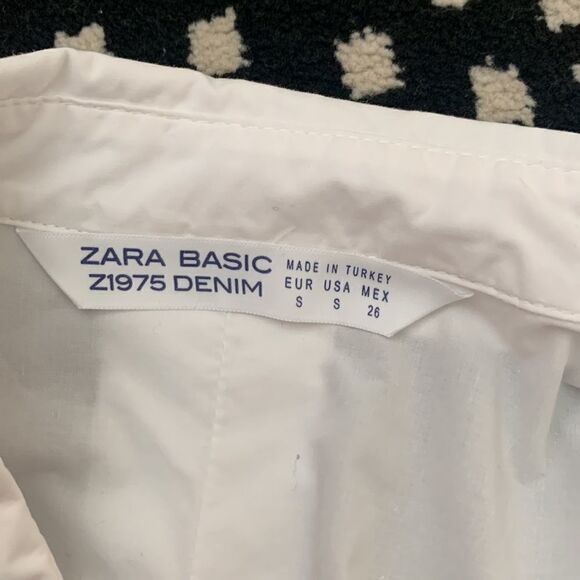 ZARA BASIC
Z1975 DENIM
MADE IN TURKEY
EUR USA MEX
S S 26